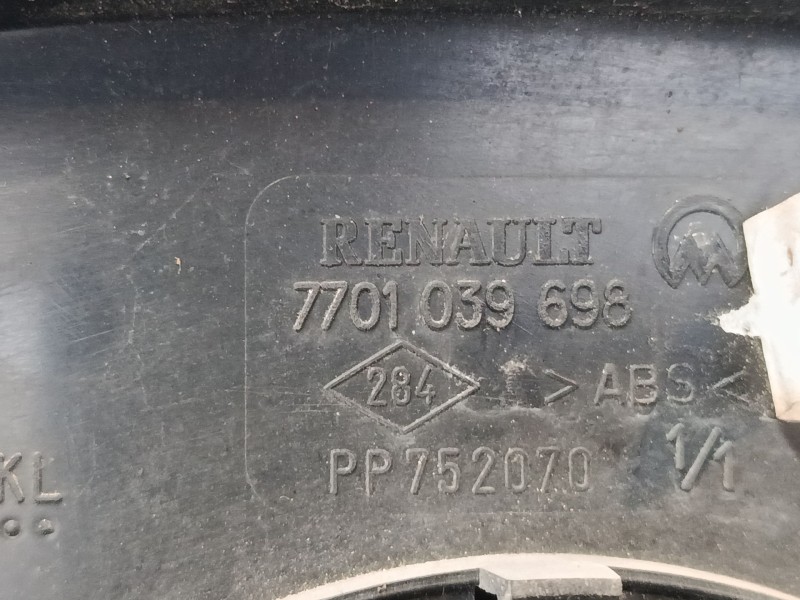 RENAULT
7701 039 698
284 > ABS <
PP752070 1/1
KL